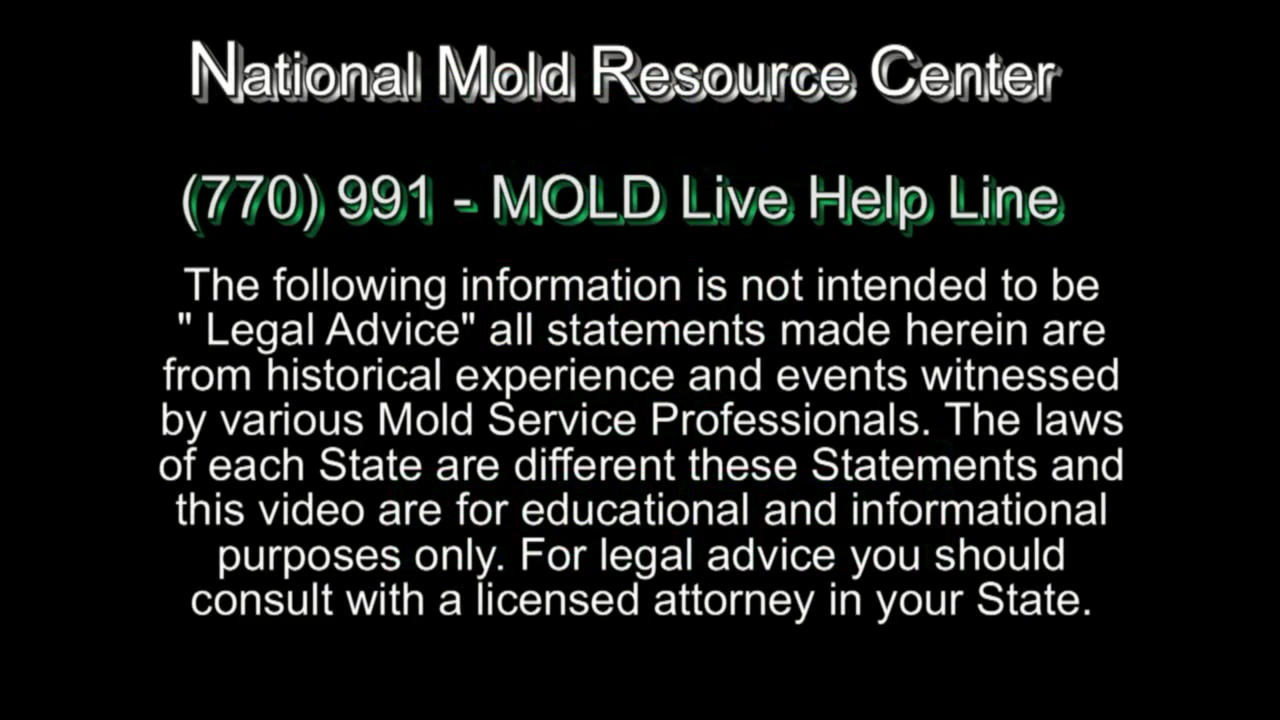 National Mold Resource Center
(770) 991 - MOLD Live Help Line
The following information is not intended to be
" Legal Advice" all statements made herein are
from historical experience and events witnessed
by various Mold Service Professionals. The laws
of each State are different these Statements and
this video are for educational and informational
purposes only. For legal advice you should
consult with a licensed attorney in your State.